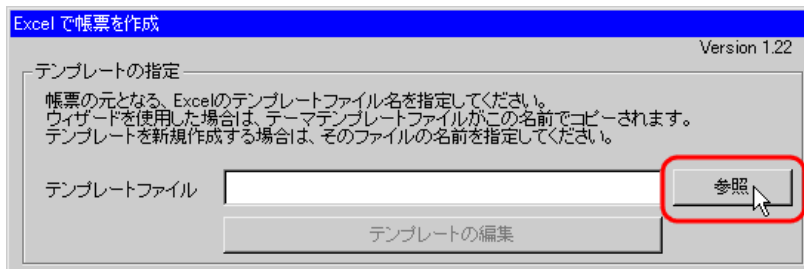 Excel で帳票を作成
Version 1.22
テンプレートの指定
帳票の元となる、Excelのテンプレートファイル名を指定してください。
ウィザードを使用した場合は、テーマテンプレートファイルがこの名前でコピーされます。
テンプレートを新規作成する場合は、そのファイルの名前を指定してください。
テンプレートファイル
参照
テンプレートの編集